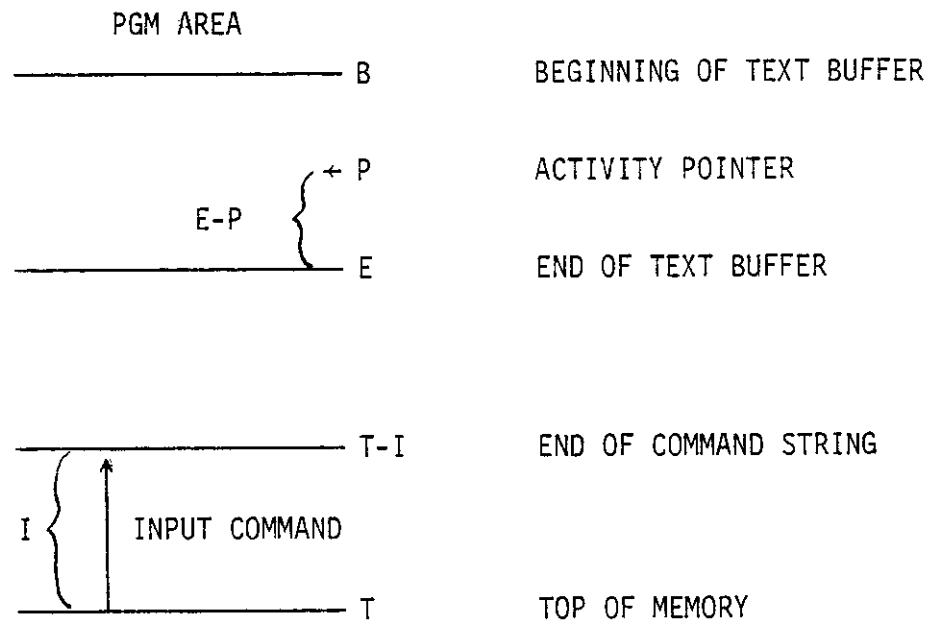 PGM AREA
B BEGINNING OF TEXT BUFFER
← P ACTIVITY POINTER
E-P
E END OF TEXT BUFFER
T-I END OF COMMAND STRING
I INPUT COMMAND
T TOP OF MEMORY